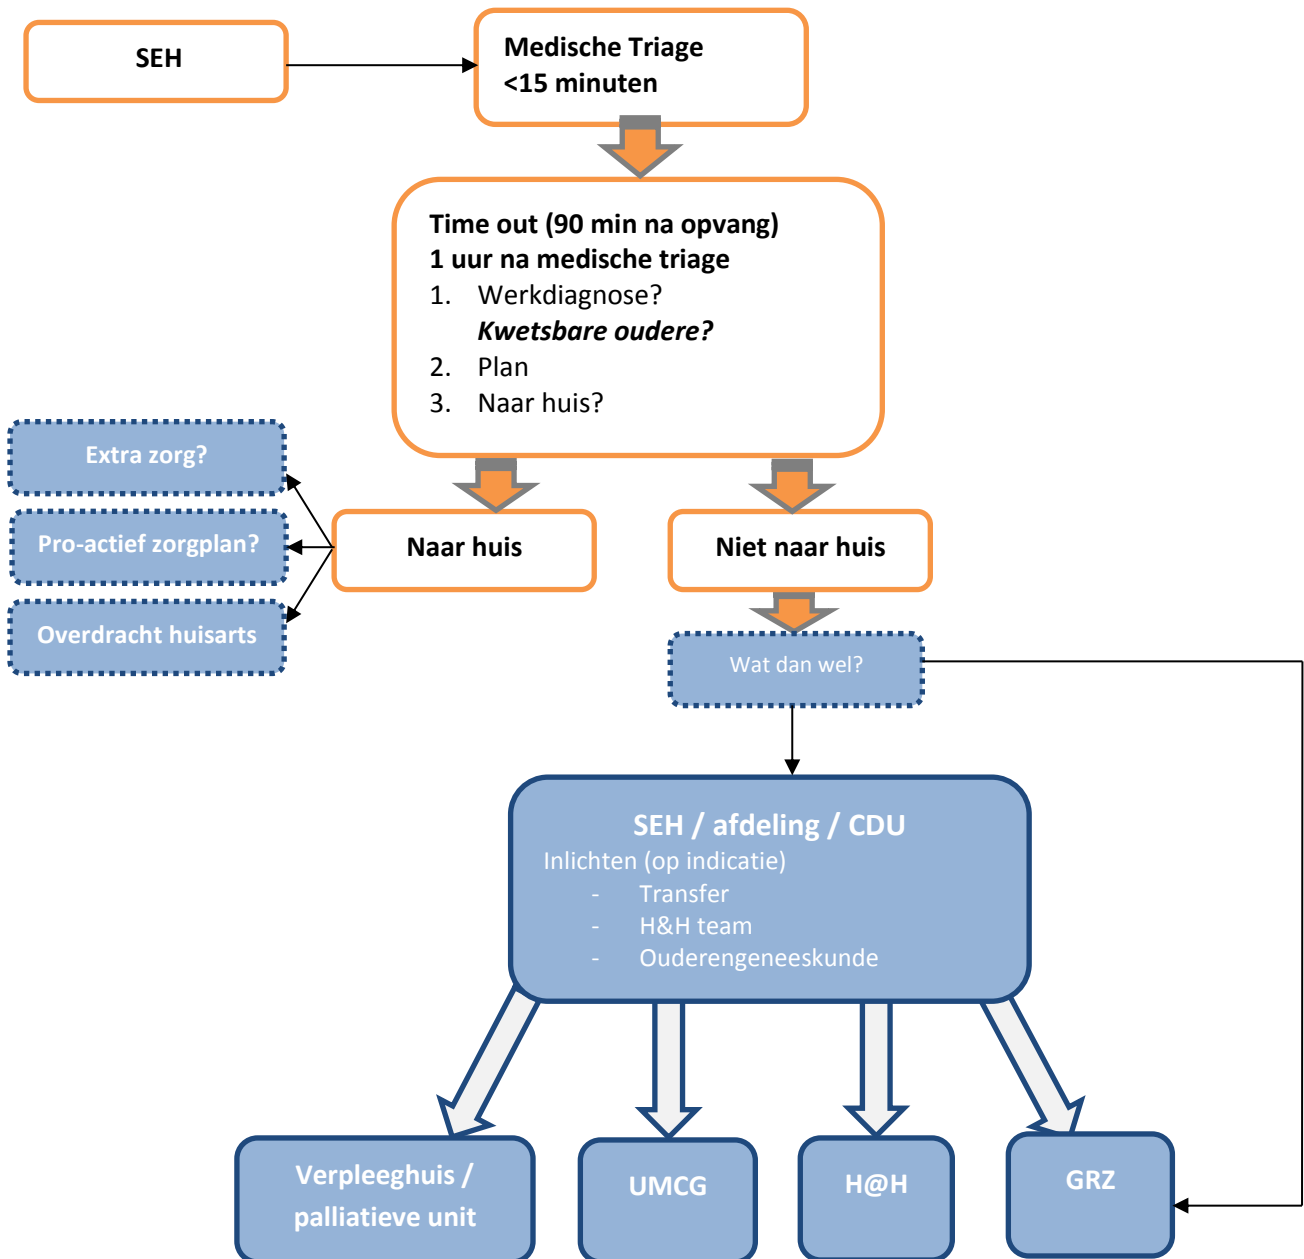 SEH
Medische Triage
<15 minuten
Time out (90 min na opvang)
1 uur na medische triage
1. Werkdiagnose?
Kwetsbare oudere?
2. Plan
3. Naar huis?
Extra zorg?
Pro-actief zorgplan?
Overdracht huisarts
Naar huis
Niet naar huis
Wat dan wel?
SEH / afdeling / CDU
Inlichten (op indicatie)
- Transfer
- H&H team
- Ouderengeneeskunde
Verpleeghuis /
palliatieve unit
UMCG
H@H
GRZ